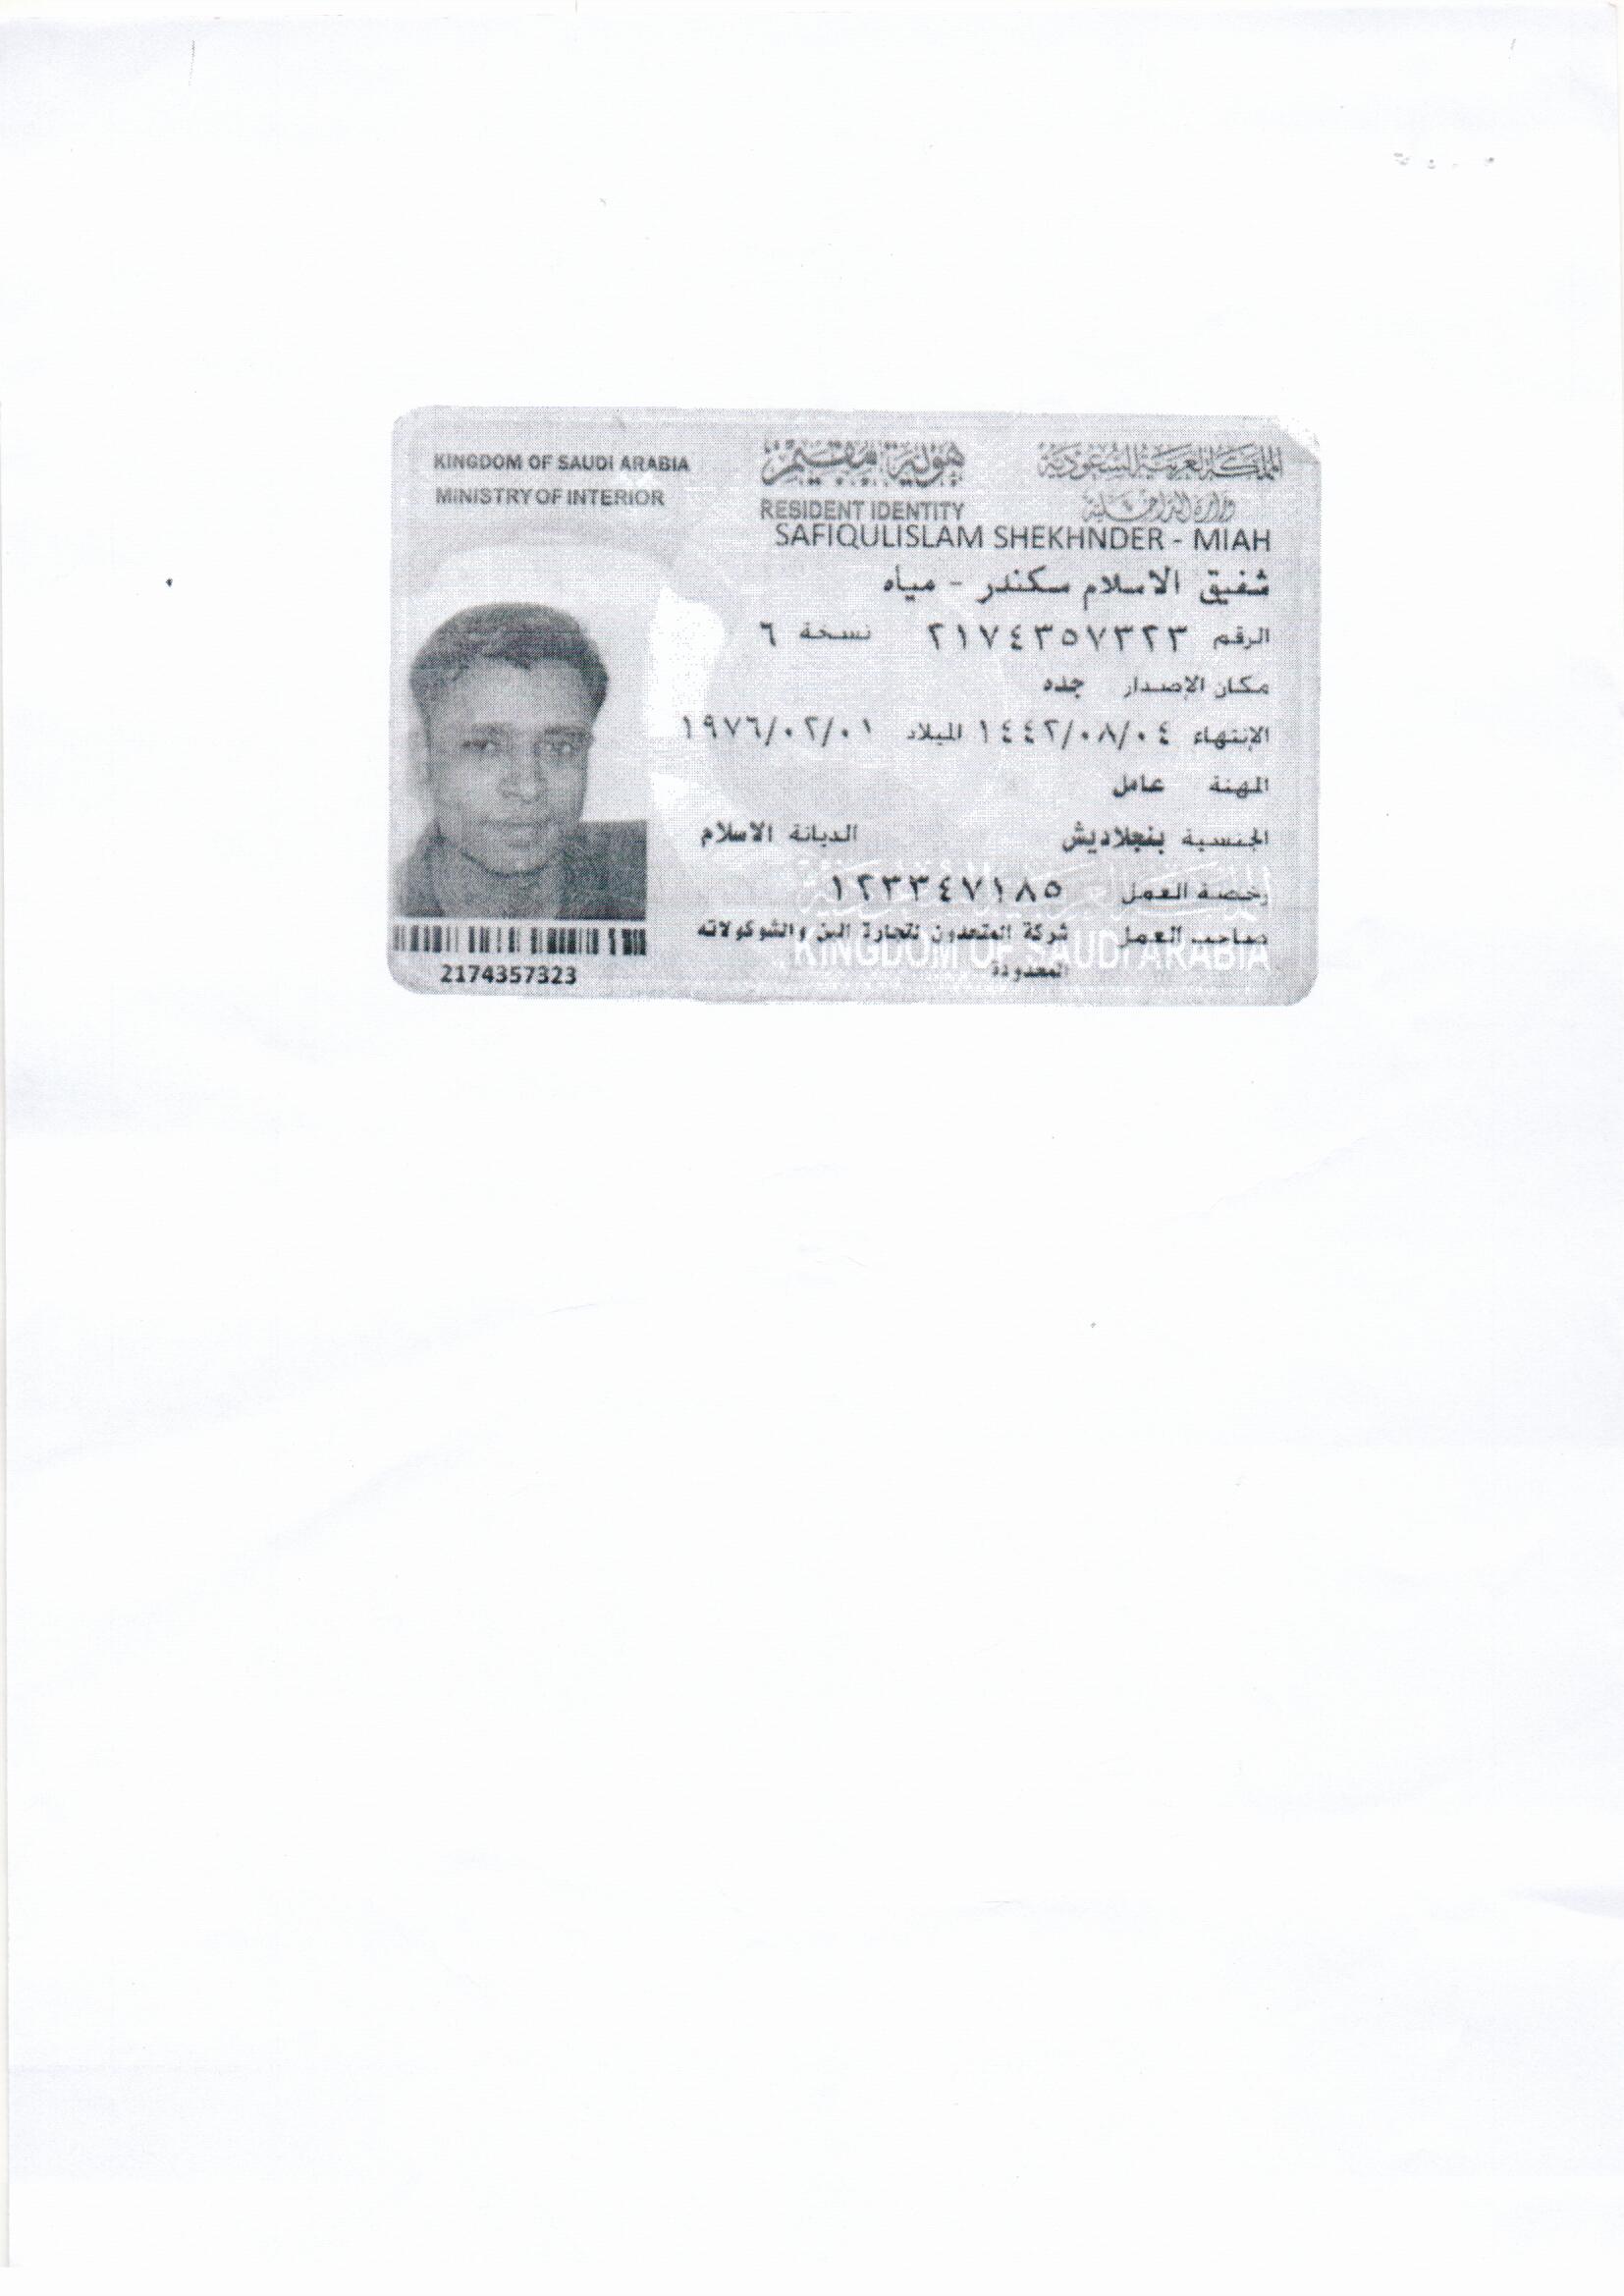 KINGDOM OF SAUDI ARABIA هوية مقيم المملكة العربية السعودية
MINISTRY OF INTERIOR RESIDENT IDENTITY وزارة الداخلية
SAFIQULISLAM SHEKHNDER - MIAH
شفيق الاسلام سكندر - مياه
الرقم ٢١٧٤٣٥٧٣٢٣ نسخة ٦
مكان الإصدار جده
الإنتهاء ١٤٤٢/٠٨/٠٤ الميلاد ١٩٧٦/٠٢/٠١
المهنة عامل
الجنسية بنجلاديش الديانة الاسلام
رخصة العمل ١٢٣٣٤٧١٨٥
صاحب العمل شركة المتحدون لتجارة البن والشوكولاته
المحدودة
KINGDOM OF SAUDI ARABIA
2174357323